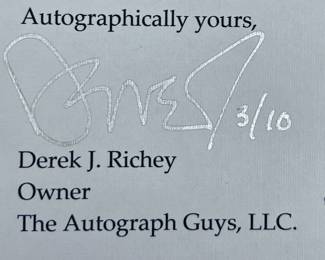 Autographically yours,
3/10
Derek J. Richey
Owner
The Autograph Guys, LLC.